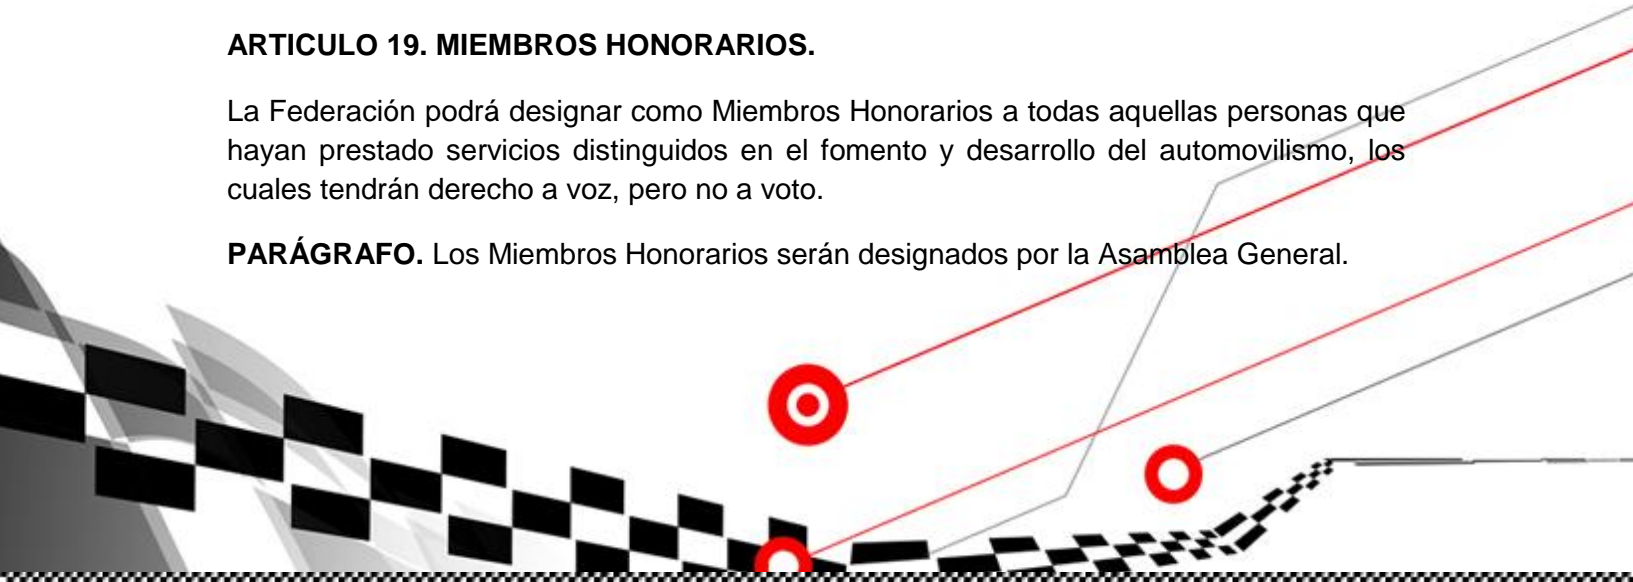 ARTICULO 19. MIEMBROS HONORARIOS.
La Federación podrá designar como Miembros Honorarios a todas aquellas personas que
hayan prestado servicios distinguidos en el fomento y desarrollo del automovilismo, los
cuales tendrán derecho a voz, pero no a voto.
PARÁGRAFO. Los Miembros Honorarios serán designados por la Asamblea General.